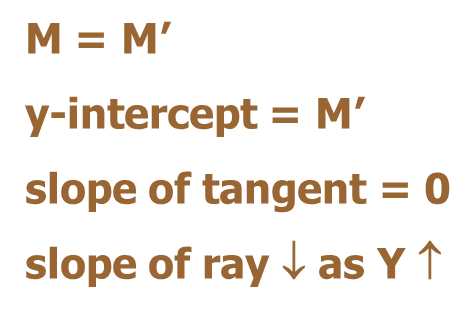 M = M′
y-intercept = M′
slope of tangent = 0
slope of ray ↓ as Y ↑